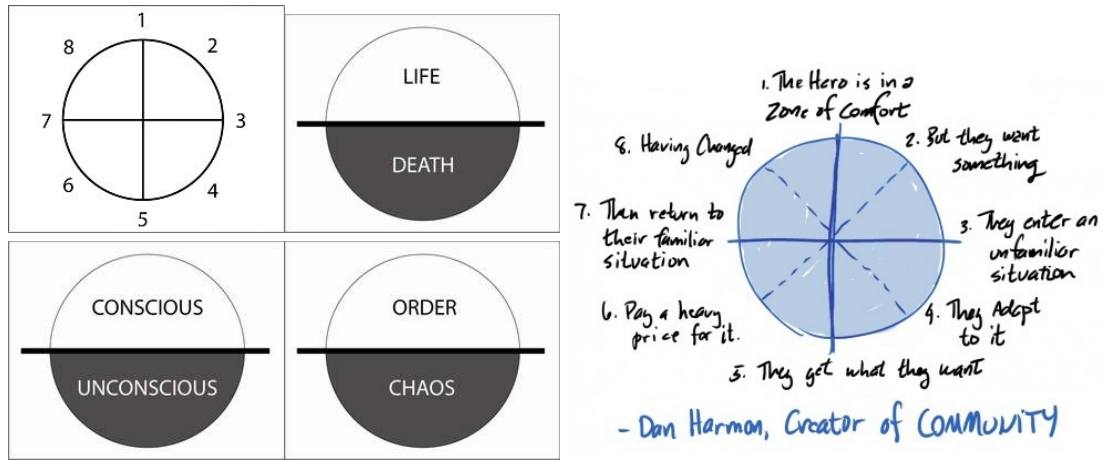 1
2
3
4
5
6
7
8
LIFE
DEATH
CONSCIOUS
UNCONSCIOUS
ORDER
CHAOS
1. The Hero is in a
Zone of Comfort
2. But they want
something
3. They enter an
unfamiliar
situation
4. They Adapt
to it
5. They get what they want
6. Pay a heavy
price for it.
7. Then return to
their familiar
situation
8. Having Changed
- Dan Harmon, Creator of COMMUNITY